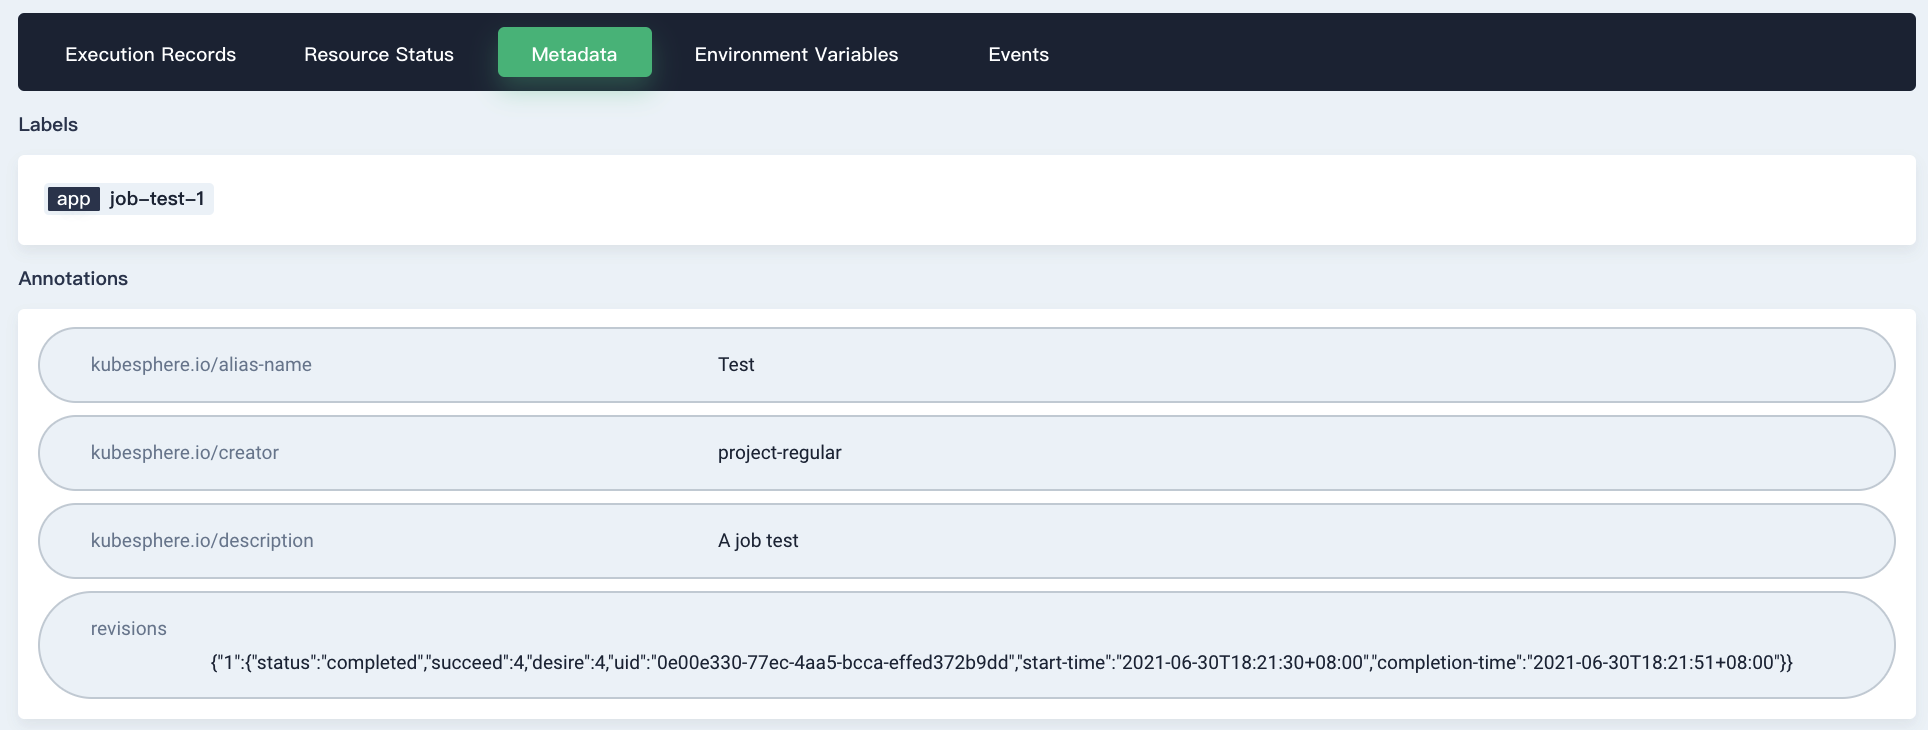 Execution Records Resource Status Metadata Environment Variables Events
Labels
app job-test-1
Annotations
kubesphere.io/alias-name Test
kubesphere.io/creator project-regular
kubesphere.io/description A job test
revisions
{"1":{"status":"completed","succeed":4,"desire":4,"uid":"0e00e330-77ec-4aa5-bcca-effed372b9dd","start-time":"2021-06-30T18:21:30+08:00","completion-time":"2021-06-30T18:21:51+08:00"}}